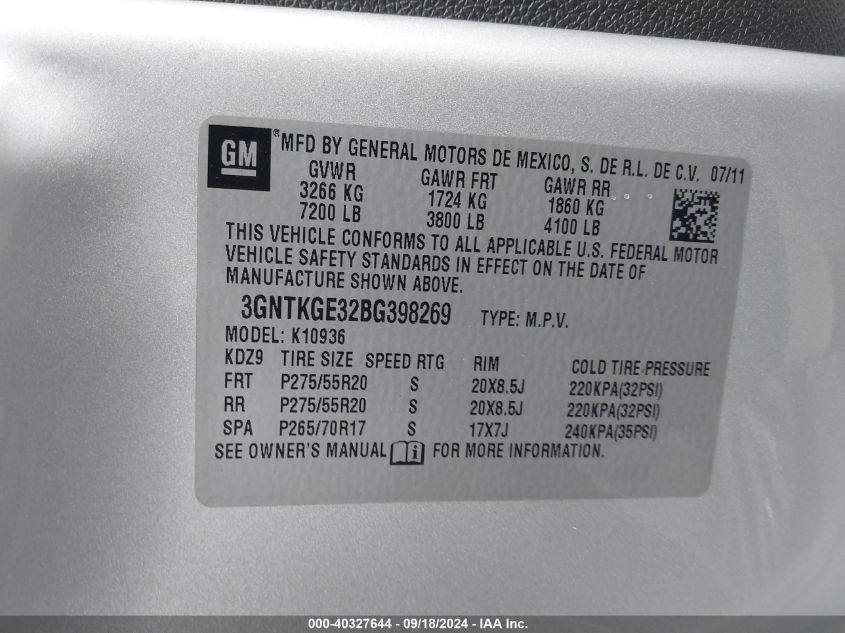 GM ® MFD BY GENERAL MOTORS DE MEXICO, S. DE R.L. DE C.V. 07/11
GVWR GAWR FRT GAWR RR
3266 KG 1724 KG 1860 KG
7200 LB 3800 LB 4100 LB
THIS VEHICLE CONFORMS TO ALL APPLICABLE U.S. FEDERAL MOTOR
VEHICLE SAFETY STANDARDS IN EFFECT ON THE DATE OF
MANUFACTURE SHOWN ABOVE.
3GNTKGE32BG398269 TYPE: M.P.V.
MODEL: K10936
KDZ9 TIRE SIZE SPEED RTG RIM COLD TIRE PRESSURE
FRT P275/55R20 S 20X8.5J 220KPA(32PSI)
RR P275/55R20 S 20X8.5J 220KPA(32PSI)
SPA P265/70R17 S 17X7J 240KPA(35PSI)
SEE OWNER'S MANUAL FOR MORE INFORMATION.
000-40327644 - 09/18/2024 - IAA Inc.